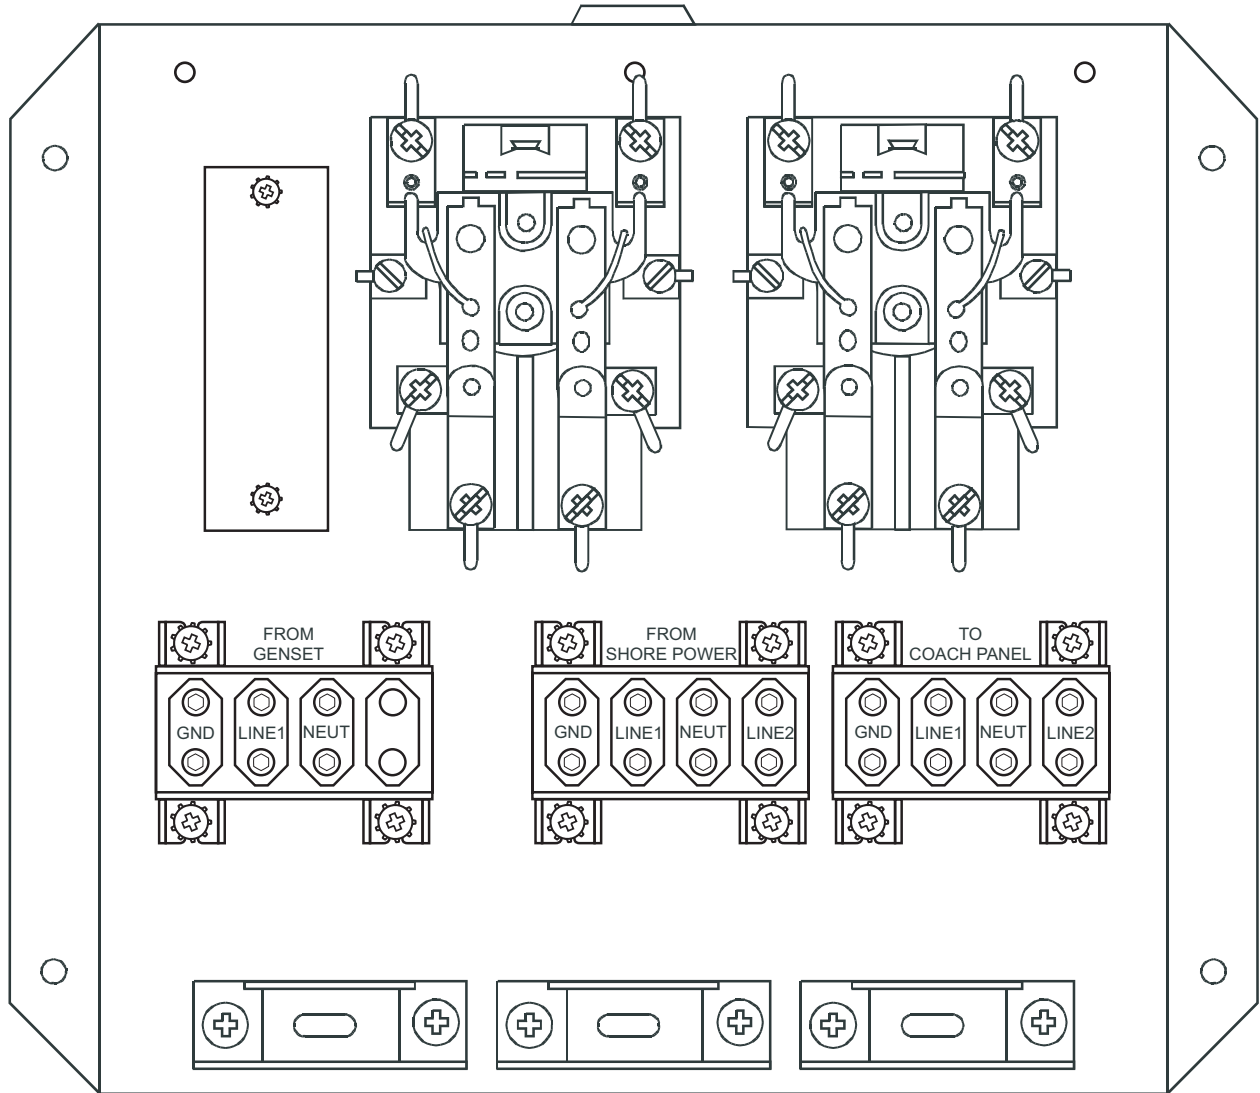 FROM
GENSET
GND LINE1 NEUT
FROM
SHORE POWER
GND LINE1 NEUT LINE2
TO
COACH PANEL
GND LINE1 NEUT LINE2